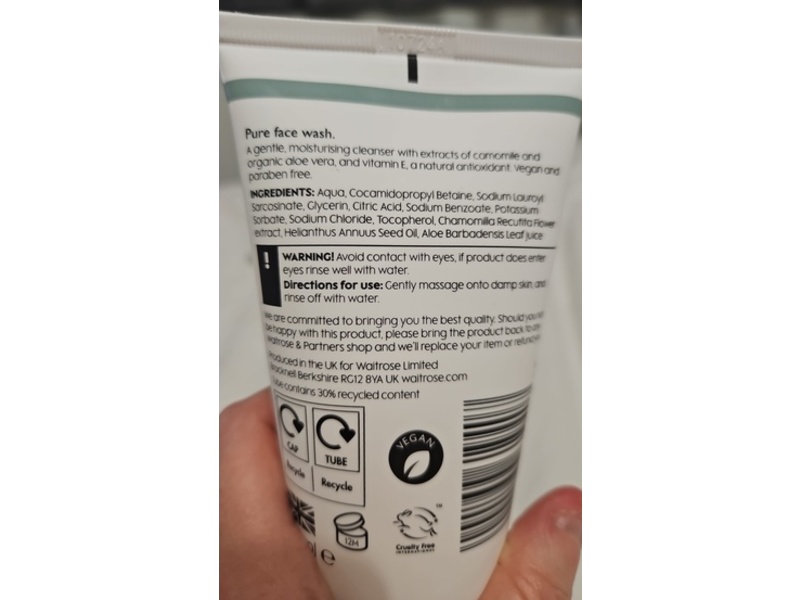 Pure face wash.
A gentle, moisturising cleanser with extracts of camomile and
organic aloe vera, and vitamin E, a natural antioxidant. Vegan and
paraben free.
INGREDIENTS: Aqua, Cocamidopropyl Betaine, Sodium Lauroyl
Sarcosinate, Glycerin, Citric Acid, Sodium Benzoate, Potassium
Sorbate, Sodium Chloride, Tocopherol, Chamomilla Recutita Flower
extract, Helianthus Annuus Seed Oil, Aloe Barbadensis Leaf juice
! WARNING! Avoid contact with eyes, if product does enter
eyes rinse well with water.
Directions for use: Gently massage onto damp skin, and
rinse off with water.
We are committed to bringing you the best quality. Should you not
be happy with this product, please bring the product back to any
Waitrose & Partners shop and we'll replace your item or refund
Produced in the UK for Waitrose Limited
Bracknell Berkshire RG12 8YA UK waitrose.com
Tube contains 30% recycled content
CAP
TUBE
Recycle
Recycle
VEGAN
12M
Cruelty Free
INTERNATIONAL
TM
e